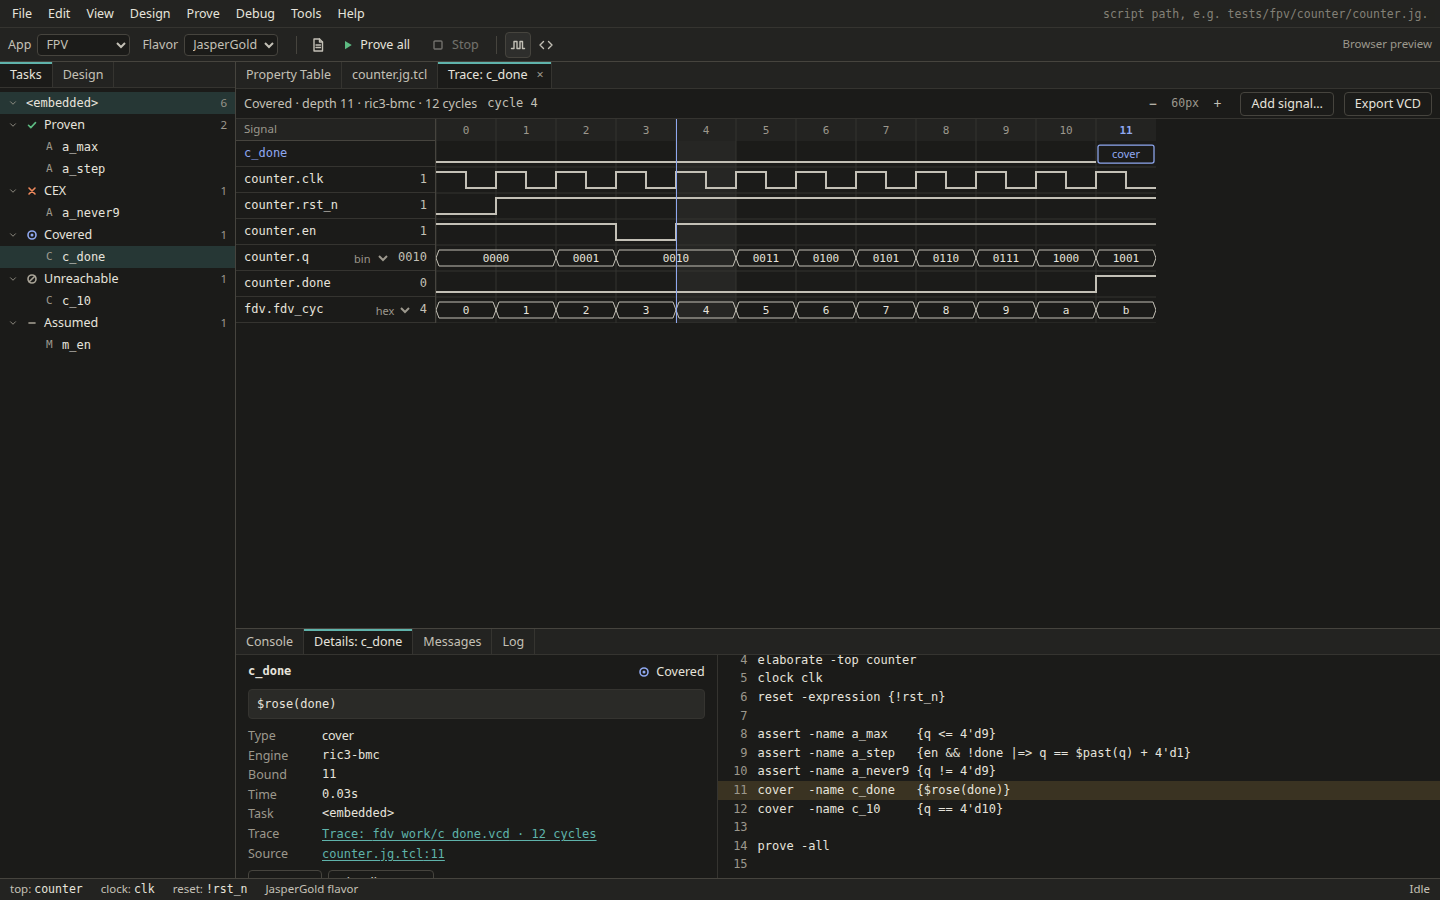 File Edit View Design Prove Debug Tools Help
script path, e.g. tests/fpv/counter/counter.jg.
App FPV Flavor JasperGold Prove all Stop Browser preview
Tasks Design
<embedded> 6
Proven 2
A a_max
A a_step
CEX 1
A a_never9
Covered 1
C c_done
Unreachable 1
C c_10
Assumed 1
M m_en
Property Table counter.jg.tcl Trace: c_done ×
Covered · depth 11 · ric3-bmc · 12 cycles cycle 4 − 60px + Add signal... Export VCD
Signal 0 1 2 3 4 5 6 7 8 9 10 11
c_done cover
counter.clk 1
counter.rst_n 1
counter.en 1
counter.q bin 0010 0000 0001 0010 0011 0100 0101 0110 0111 1000 1001
counter.done 0
fdv.fdv_cyc hex 4 0 1 2 3 4 5 6 7 8 9 a b
Console Details: c_done Messages Log
c_done Covered
$rose(done)
Type cover
Engine ric3-bmc
Bound 11
Time 0.03s
Task <embedded>
Trace Trace: fdv_work/c_done.vcd · 12 cycles
Source counter.jg.tcl:11
4 elaborate -top counter
5 clock clk
6 reset -expression {!rst_n}
7
8 assert -name a_max {q <= 4'd9}
9 assert -name a_step {en && !done |=> q == $past(q) + 4'd1}
10 assert -name a_never9 {q != 4'd9}
11 cover -name c_done {$rose(done)}
12 cover -name c_10 {q == 4'd10}
13
14 prove -all
15
top: counter clock: clk reset: !rst_n JasperGold flavor Idle